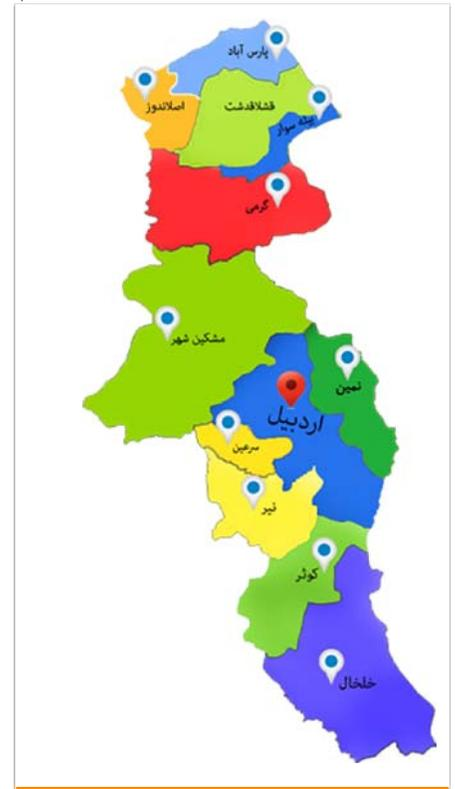 پارس آباد
اصلاندوز
قشلاقدشت
بیله سوار
گرمی
مشکین شهر
نمین
اردبیل
سرعین
نیر
کوثر
خلخال